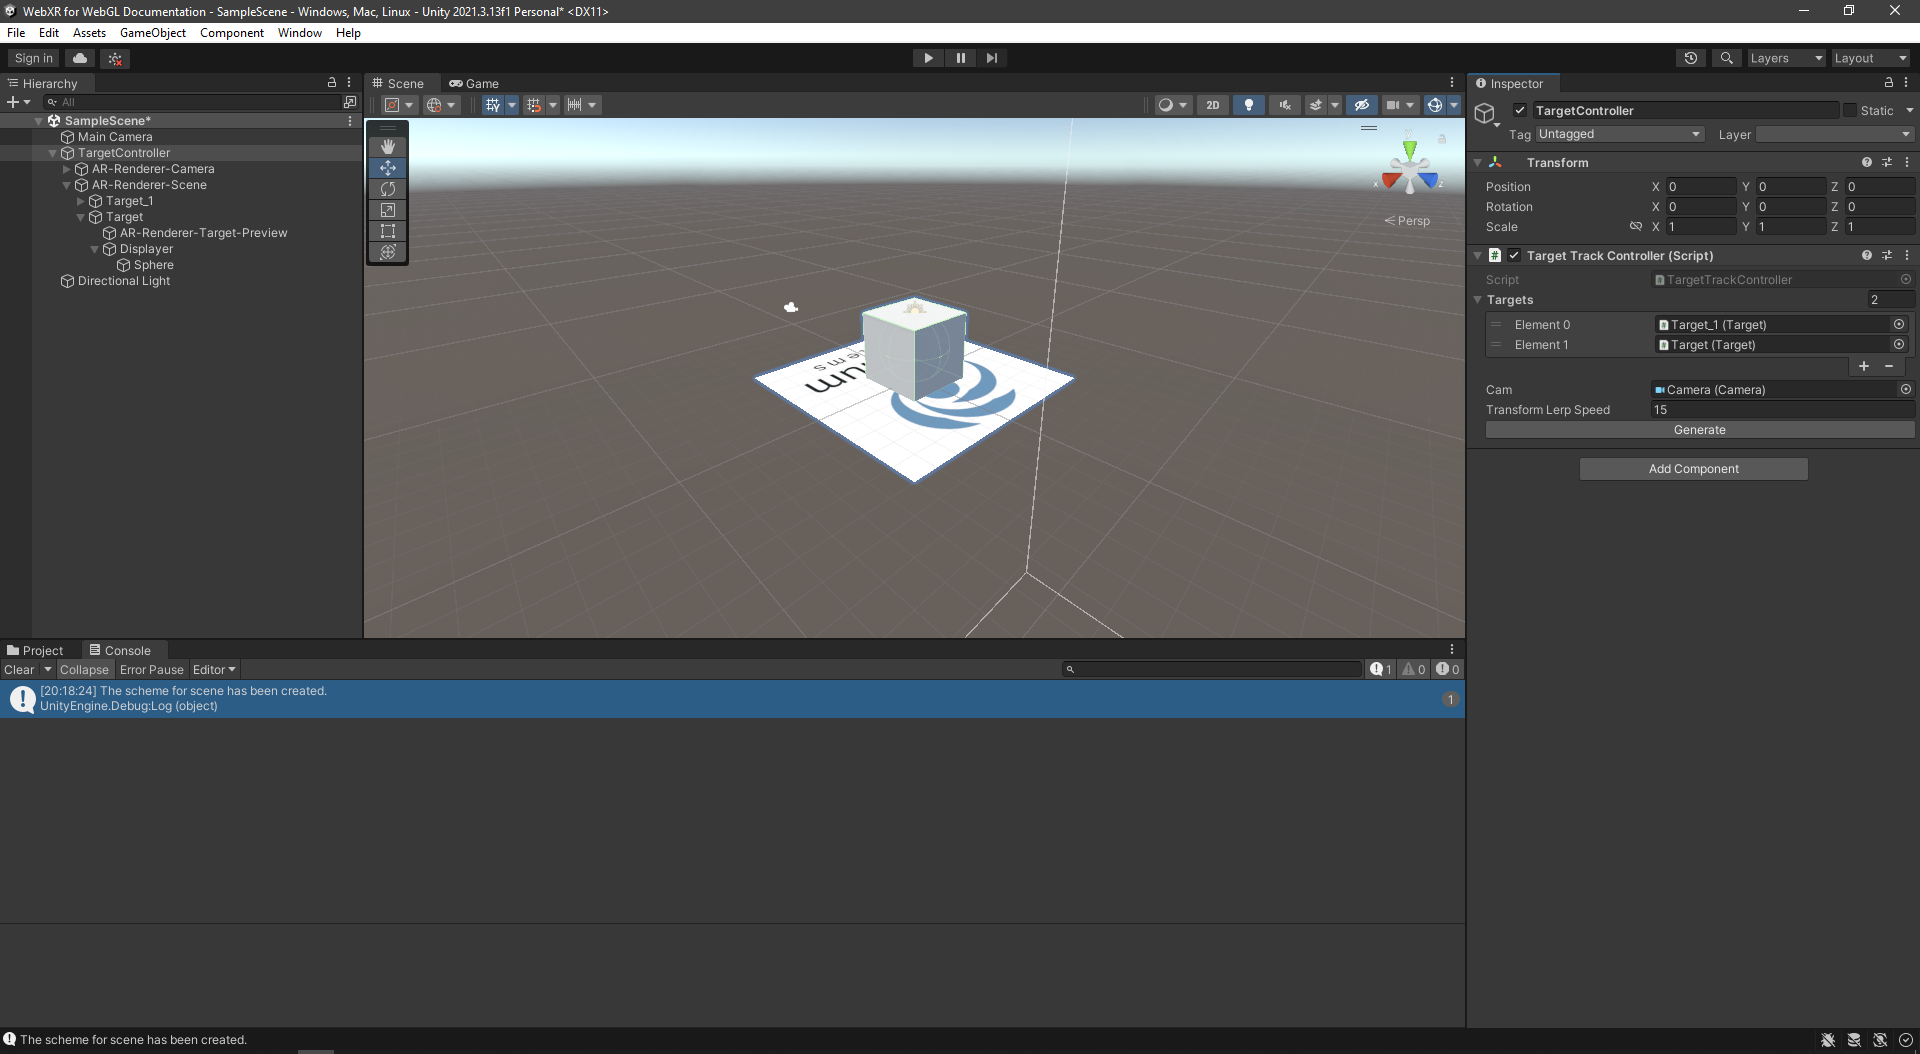 WebXR for WebGL Documentation - SampleScene - Windows, Mac, Linux - Unity 2021.3.13f1 Personal* <DX11>
File Edit Assets GameObject Component Window Help
Sign in
Layers
Layout
Hierarchy
All
SampleScene*
Main Camera
TargetController
AR-Renderer-Camera
AR-Renderer-Scene
Target_1
Target
AR-Renderer-Target-Preview
Displayer
Sphere
Directional Light
Scene
Game
2D
y
x
z
Persp
um
tems
Inspector
TargetController
Static
Tag Untagged
Layer
Transform
Position X 0 Y 0 Z 0
Rotation X 0 Y 0 Z 0
Scale X 1 Y 1 Z 1
# Target Track Controller (Script)
Script TargetTrackController
Targets 2
Element 0 Target_1 (Target)
Element 1 Target (Target)
+ −
Cam Camera (Camera)
Transform Lerp Speed 15
Generate
Add Component
Project
Console
Clear Collapse Error Pause Editor
1 0 0
[20:18:24] The scheme for scene has been created.
UnityEngine.Debug:Log (object)
1
The scheme for scene has been created.